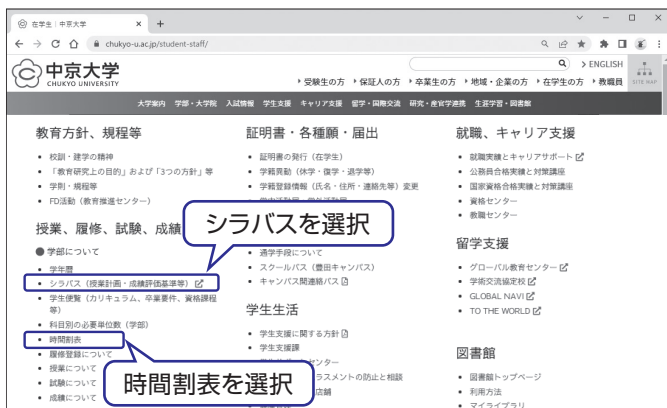 在学生｜中京大学
chukyo-u.ac.jp/student-staff/
中京大学
CHUKYO UNIVERSITY
ENGLISH
SITE MAP
受験生の方 保証人の方 卒業生の方 地域・企業の方 在学生の方 教職員
大学案内 学部・大学院 入試情報 学生支援 キャリア支援 留学・国際交流 研究・産官学連携 生涯学習・図書館
教育方針、規程等
• 校訓・建学の精神
• 「教育研究上の目的」および「3つの方針」等
• 学則・規程等
• FD活動（教育推進センター）
授業、履修、試験、成績
● 学部について
• 学年暦
• シラバス（授業計画・成績評価基準等）
• 学生便覧（カリキュラム、卒業要件、資格課程
等）
• 科目別の必要単位数（学部）
• 時間割表
• 履修登録について
• 授業について
• 試験について
• 成績について
シラバスを選択
時間割表を選択
証明書・各種願・届出
• 証明書の発行（在学生）
• 学籍異動（休学・復学・退学等）
• 学籍登録情報（氏名・住所・連絡先等）変更
• 通学手段について
• スクールバス（豊田キャンパス）
• キャンパス間連絡バス
学生生活
• 学生支援に関する方針
• 学生支援課
センター
ラスメントの防止と相談
店舗
就職、キャリア支援
• 就職実績とキャリアサポート
• 公務員合格実績と対策講座
• 国家資格合格実績と対策講座
• 資格センター
• 教職センター
留学支援
• グローバル教育センター
• 学術交流協定校
• GLOBAL NAVI
• TO THE WORLD
図書館
• 図書館トップページ
• 利用方法
• マイライブラリ